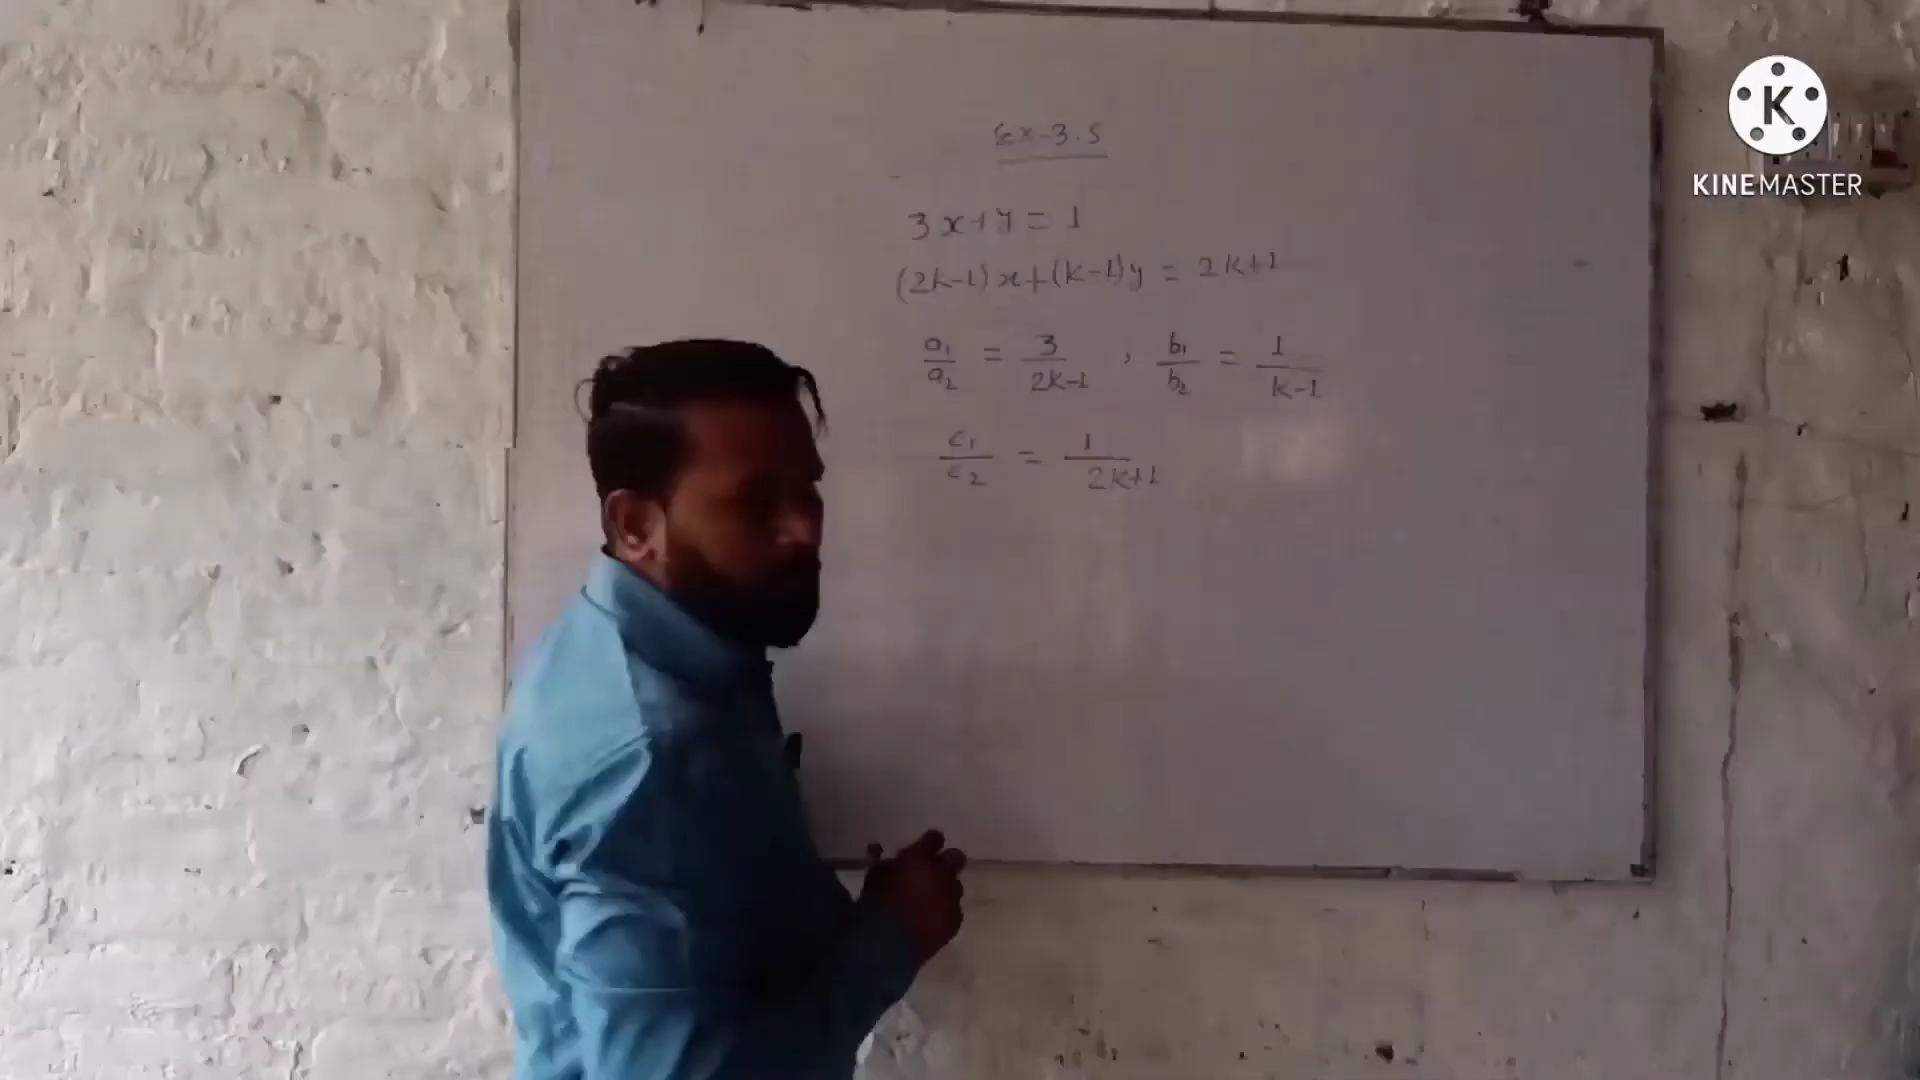 Ex-3.5
3x+y = 1
(2k-1)x+(k-1)y = 2k+1
a₁/a₂ = 3/2k-1 , b₁/b₂ = 1/k-1
c₁/c₂ = 1/2k+1
K
KINEMASTER